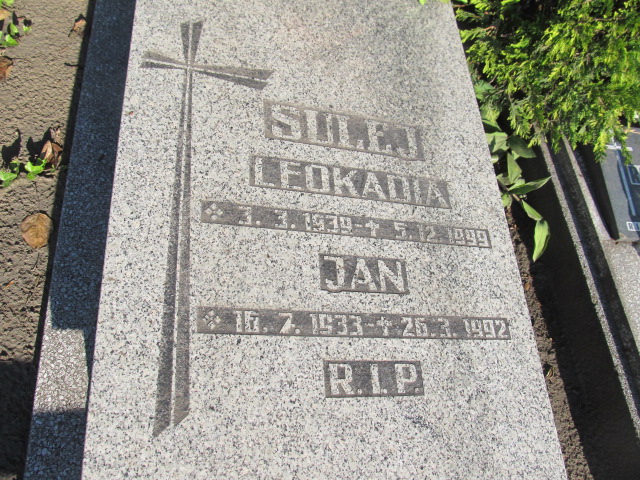 SULEJ
LEOKADIA
3. 3. 1939 - † 5. 12. 1999
JAN
16. 7. 1933 - † 26. 3. 1992
R.I.P.